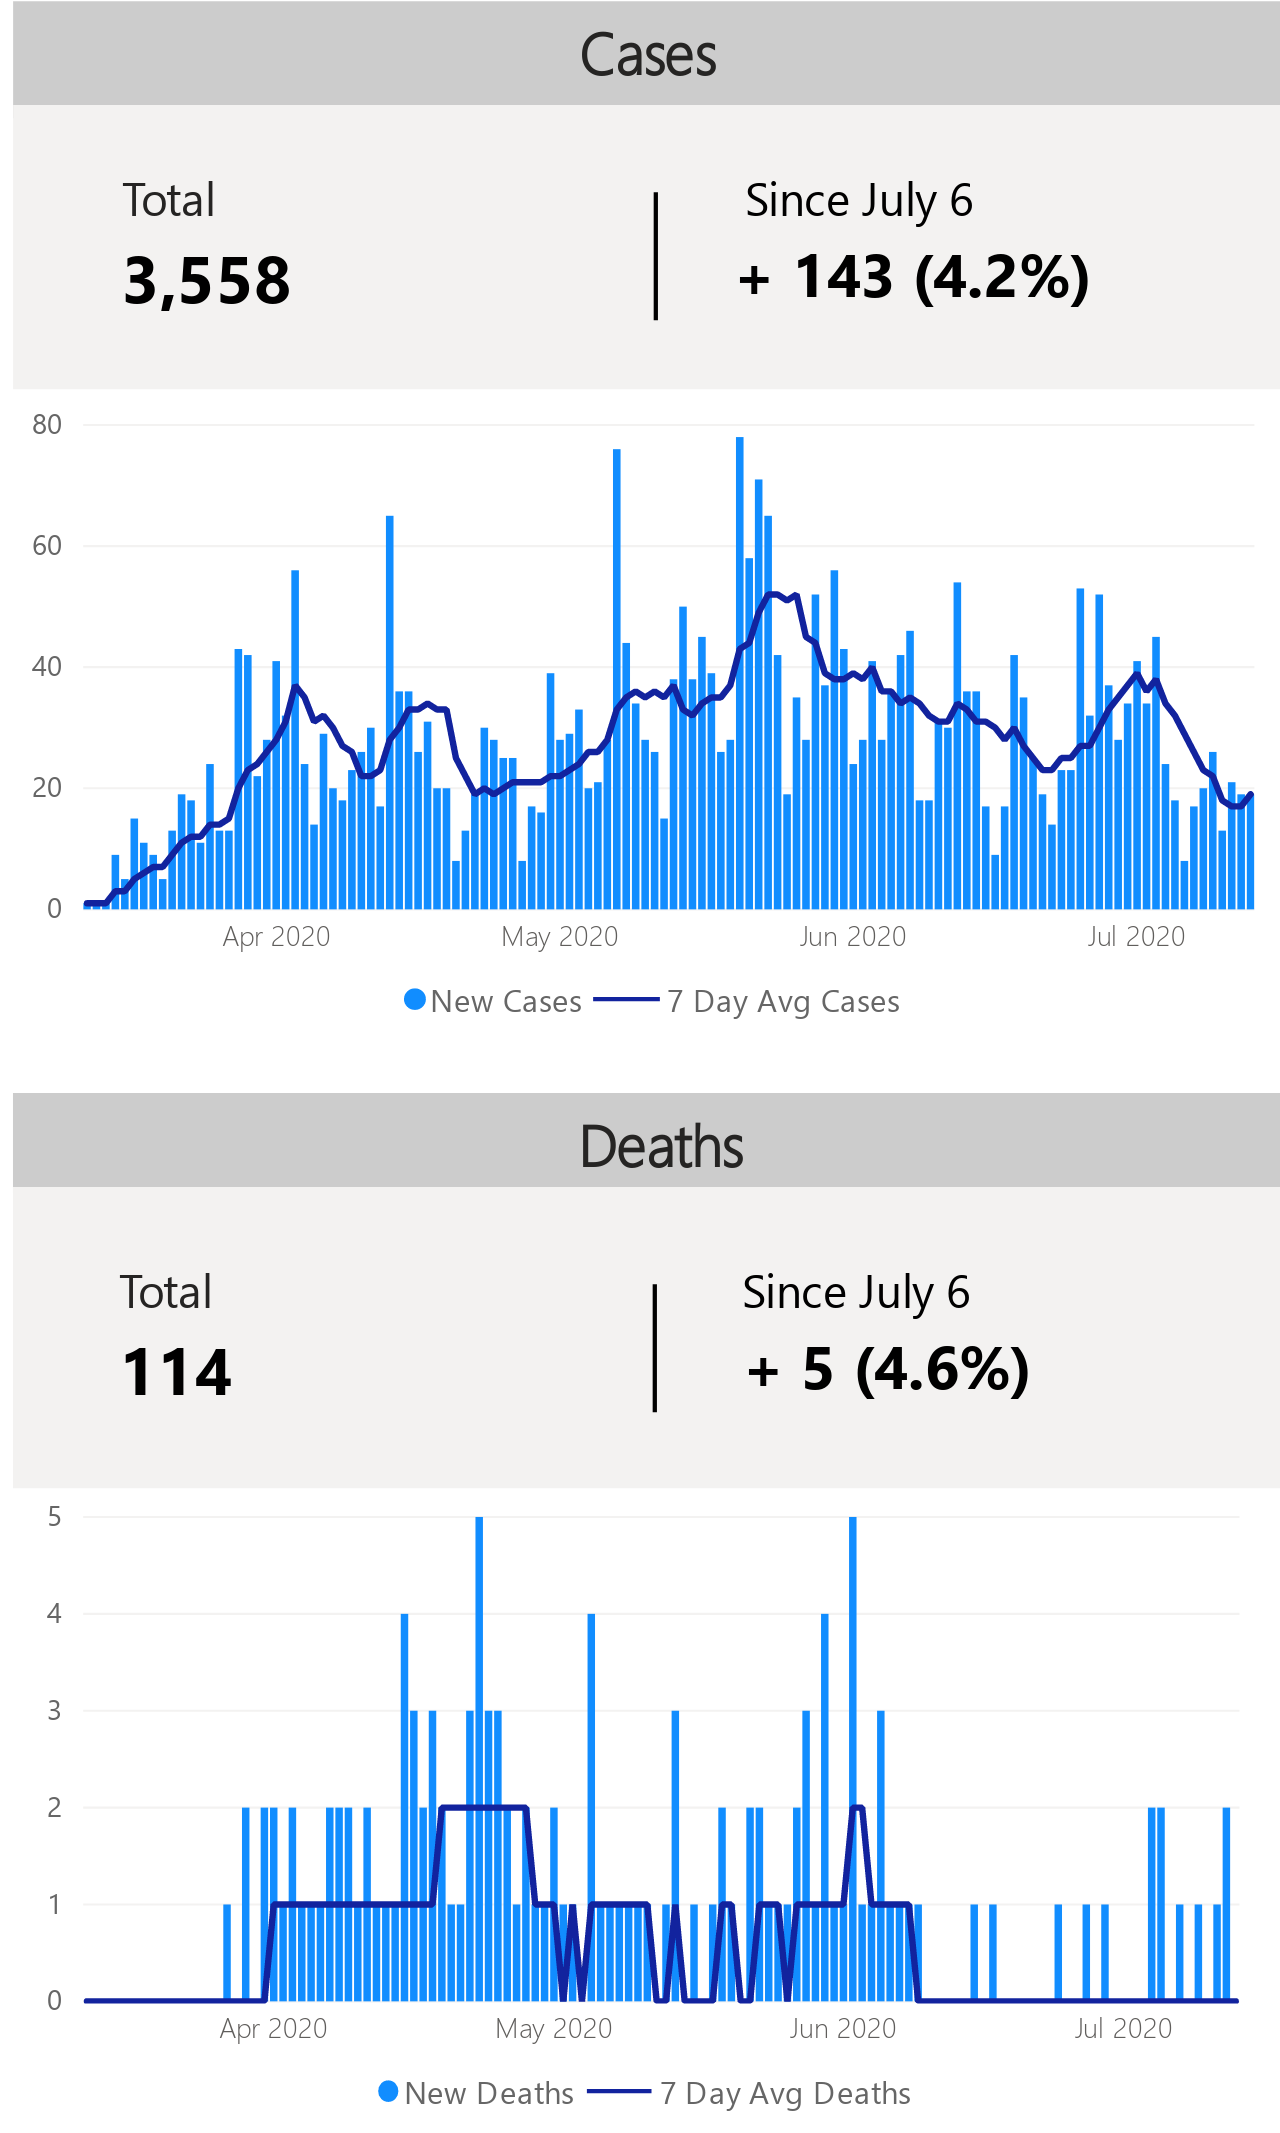 Cases
Total
Since July 6
3,558
+ 143 (4.2%)
80
60
40
20
0
Apr 2020
May 2020
Jun 2020
Jul 2020
New Cases
7 Day Avg Cases
Deaths
Total
Since July 6
114
+ 5 (4.6%)
5
4
3
2
1
0
Apr 2020
May 2020
Jun 2020
Jul 2020
New Deaths
7 Day Avg Deaths